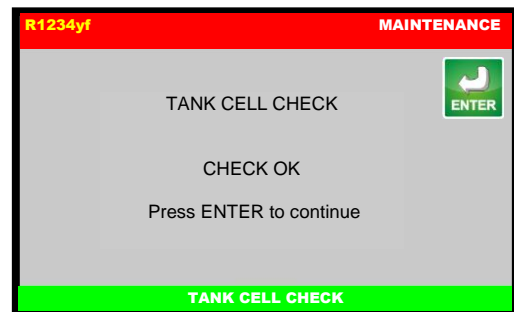 R1234yf
MAINTENANCE
ENTER
TANK CELL CHECK
CHECK OK
Press ENTER to continue
TANK CELL CHECK